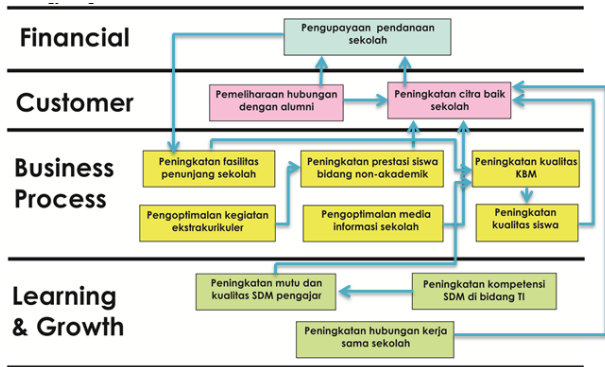 Financial
Pengupayaan pendanaan
sekolah
Customer
Pemeliharaan hubungan
dengan alumni
Peningkatan citra baik
sekolah
Business
Process
Peningkatan fasilitas
penunjang sekolah
Peningkatan prestasi siswa
bidang non-akademik
Peningkatan kualitas
KBM
Pengoptimalan kegiatan
ekstrakurikuler
Pengoptimalan media
informasi sekolah
Peningkatan
kualitas siswa
Learning
& Growth
Peningkatan mutu dan
kualitas SDM pengajar
Peningkatan kompetensi
SDM di bidang TI
Peningkatan hubungan kerja
sama sekolah